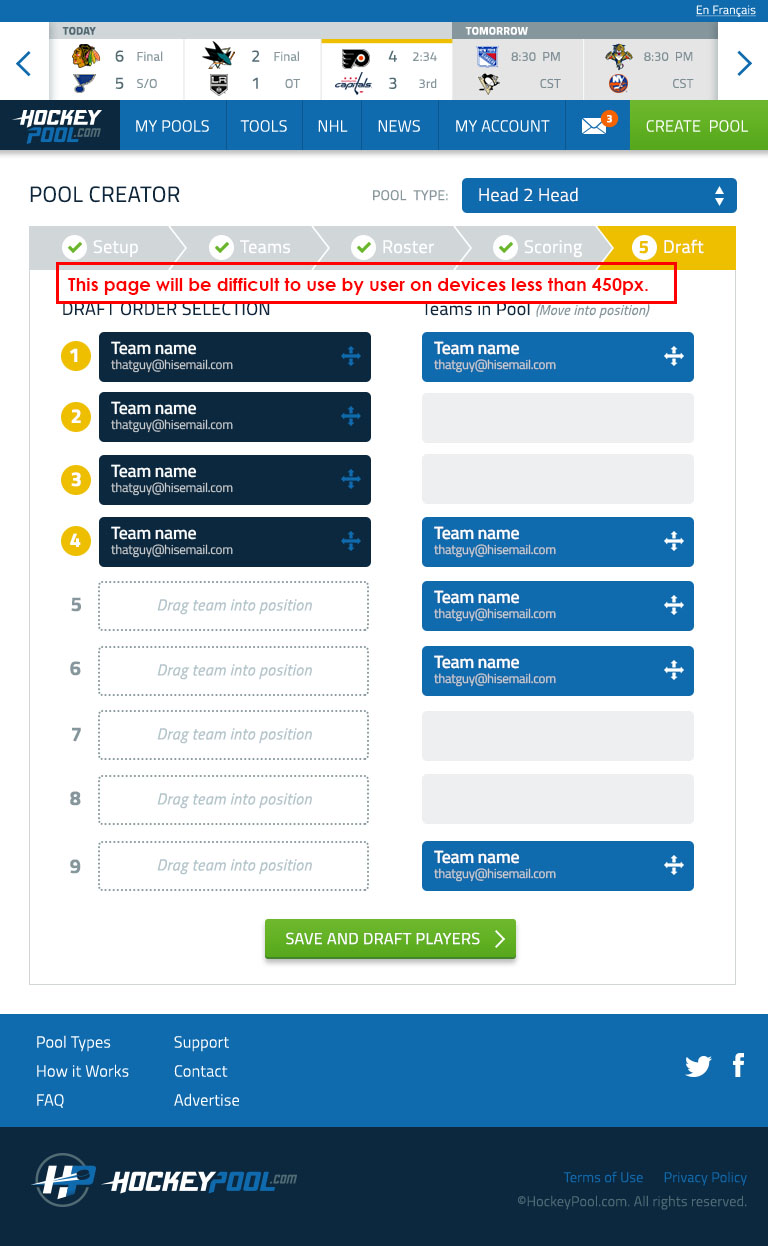 En Français
TODAY
TOMORROW
6 Final
5 S/O
2 Final
1 OT
4 2:34
capitals 3 3rd
8:30 PM
CST
8:30 PM
CST
HOCKEY
POOL.com
MY POOLS
TOOLS
NHL
NEWS
MY ACCOUNT
3
CREATE POOL
POOL CREATOR
POOL TYPE:
Head 2 Head
Setup
Teams
Roster
Scoring
5 Draft
This page will be difficult to use by user on devices less than 450px.
DRAFT ORDER SELECTION
Teams in Pool (Move into position)
1
Team name
thatguy@hisemail.com
Team name
thatguy@hisemail.com
2
Team name
thatguy@hisemail.com
3
Team name
thatguy@hisemail.com
4
Team name
thatguy@hisemail.com
Team name
thatguy@hisemail.com
5
Drag team into position
Team name
thatguy@hisemail.com
6
Drag team into position
Team name
thatguy@hisemail.com
7
Drag team into position
8
Drag team into position
9
Drag team into position
Team name
thatguy@hisemail.com
SAVE AND DRAFT PLAYERS
Pool Types
Support
How it Works
Contact
FAQ
Advertise
HP HOCKEYPOOL.com
Terms of Use
Privacy Policy
©HockeyPool.com. All rights reserved.